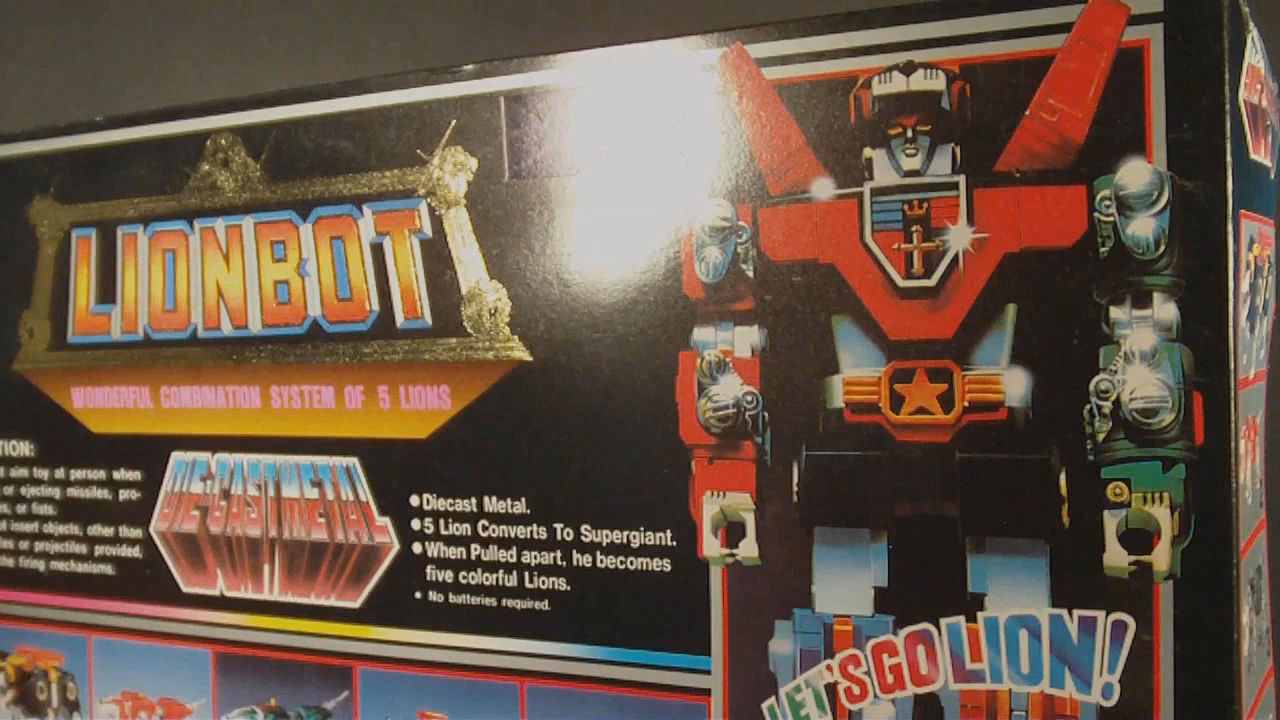 LIONBOT
WONDERFUL COMBINATION SYSTEM OF 5 LIONS
TION:
t aim toy at person when
or ejecting missiles, pro-
s, or fists.
ot insert objects, other than
les or projectiles provided,
the firing mechanisms.
DIE-CAST METAL
●Diecast Metal.
●5 Lion Converts To Supergiant.
●When Pulled apart, he becomes
five colorful Lions.
• No batteries required.
LET'S GO LION!